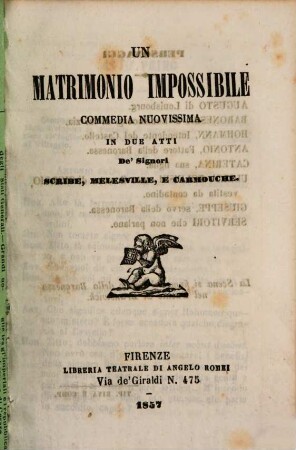 UN
MATRIMONIO IMPOSSIBILE
COMMEDIA NUOVISSIMA
IN DUE ATTI
De' Signori
SCRIBE, MELESVILLE, E CARMOUCHE.
FIRENZE
LIBRERIA TEATRALE DI ANGELO ROMEI
Via de' Giraldi N. 475
1857